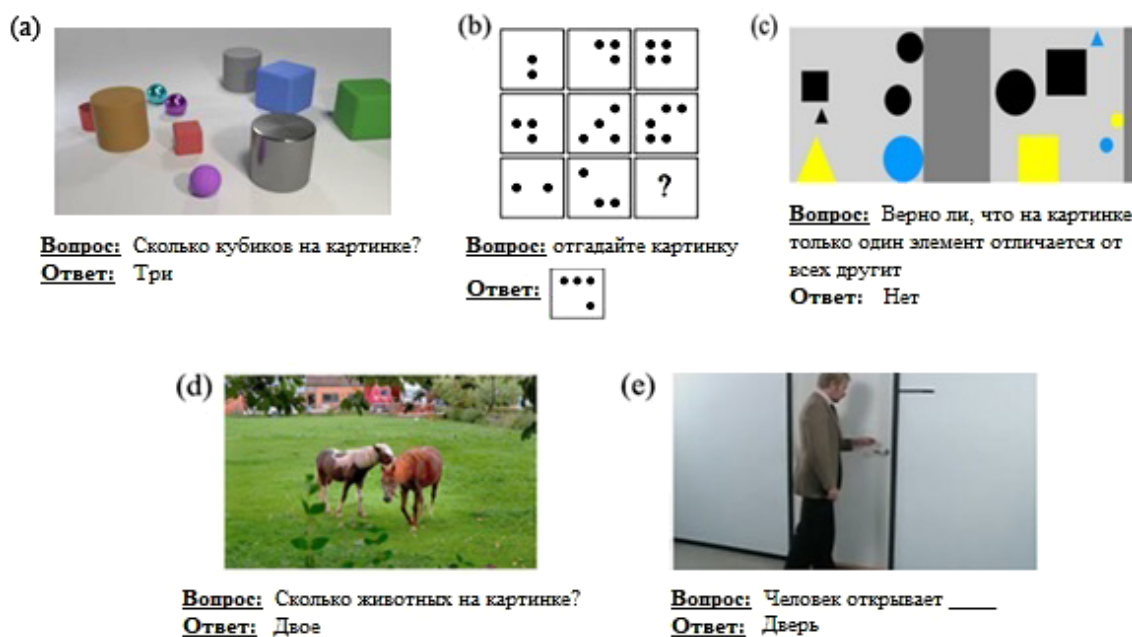 (a)
(b)
(c)
?
Вопрос: Сколько кубиков на картинке?
Ответ: Три
Вопрос: отгадайте картинку
Ответ:
Вопрос: Верно ли, что на картинке
только один элемент отличается от
всех другит
Ответ: Нет
(d)
(e)
Вопрос: Сколько животных на картинке?
Ответ: Двое
Вопрос: Человек открывает ____
Ответ: Дверь